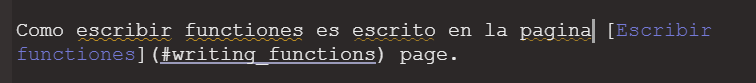 Como escribir functiones es escrito en la pagina [Escribir
functiones](#writing_functions) page.